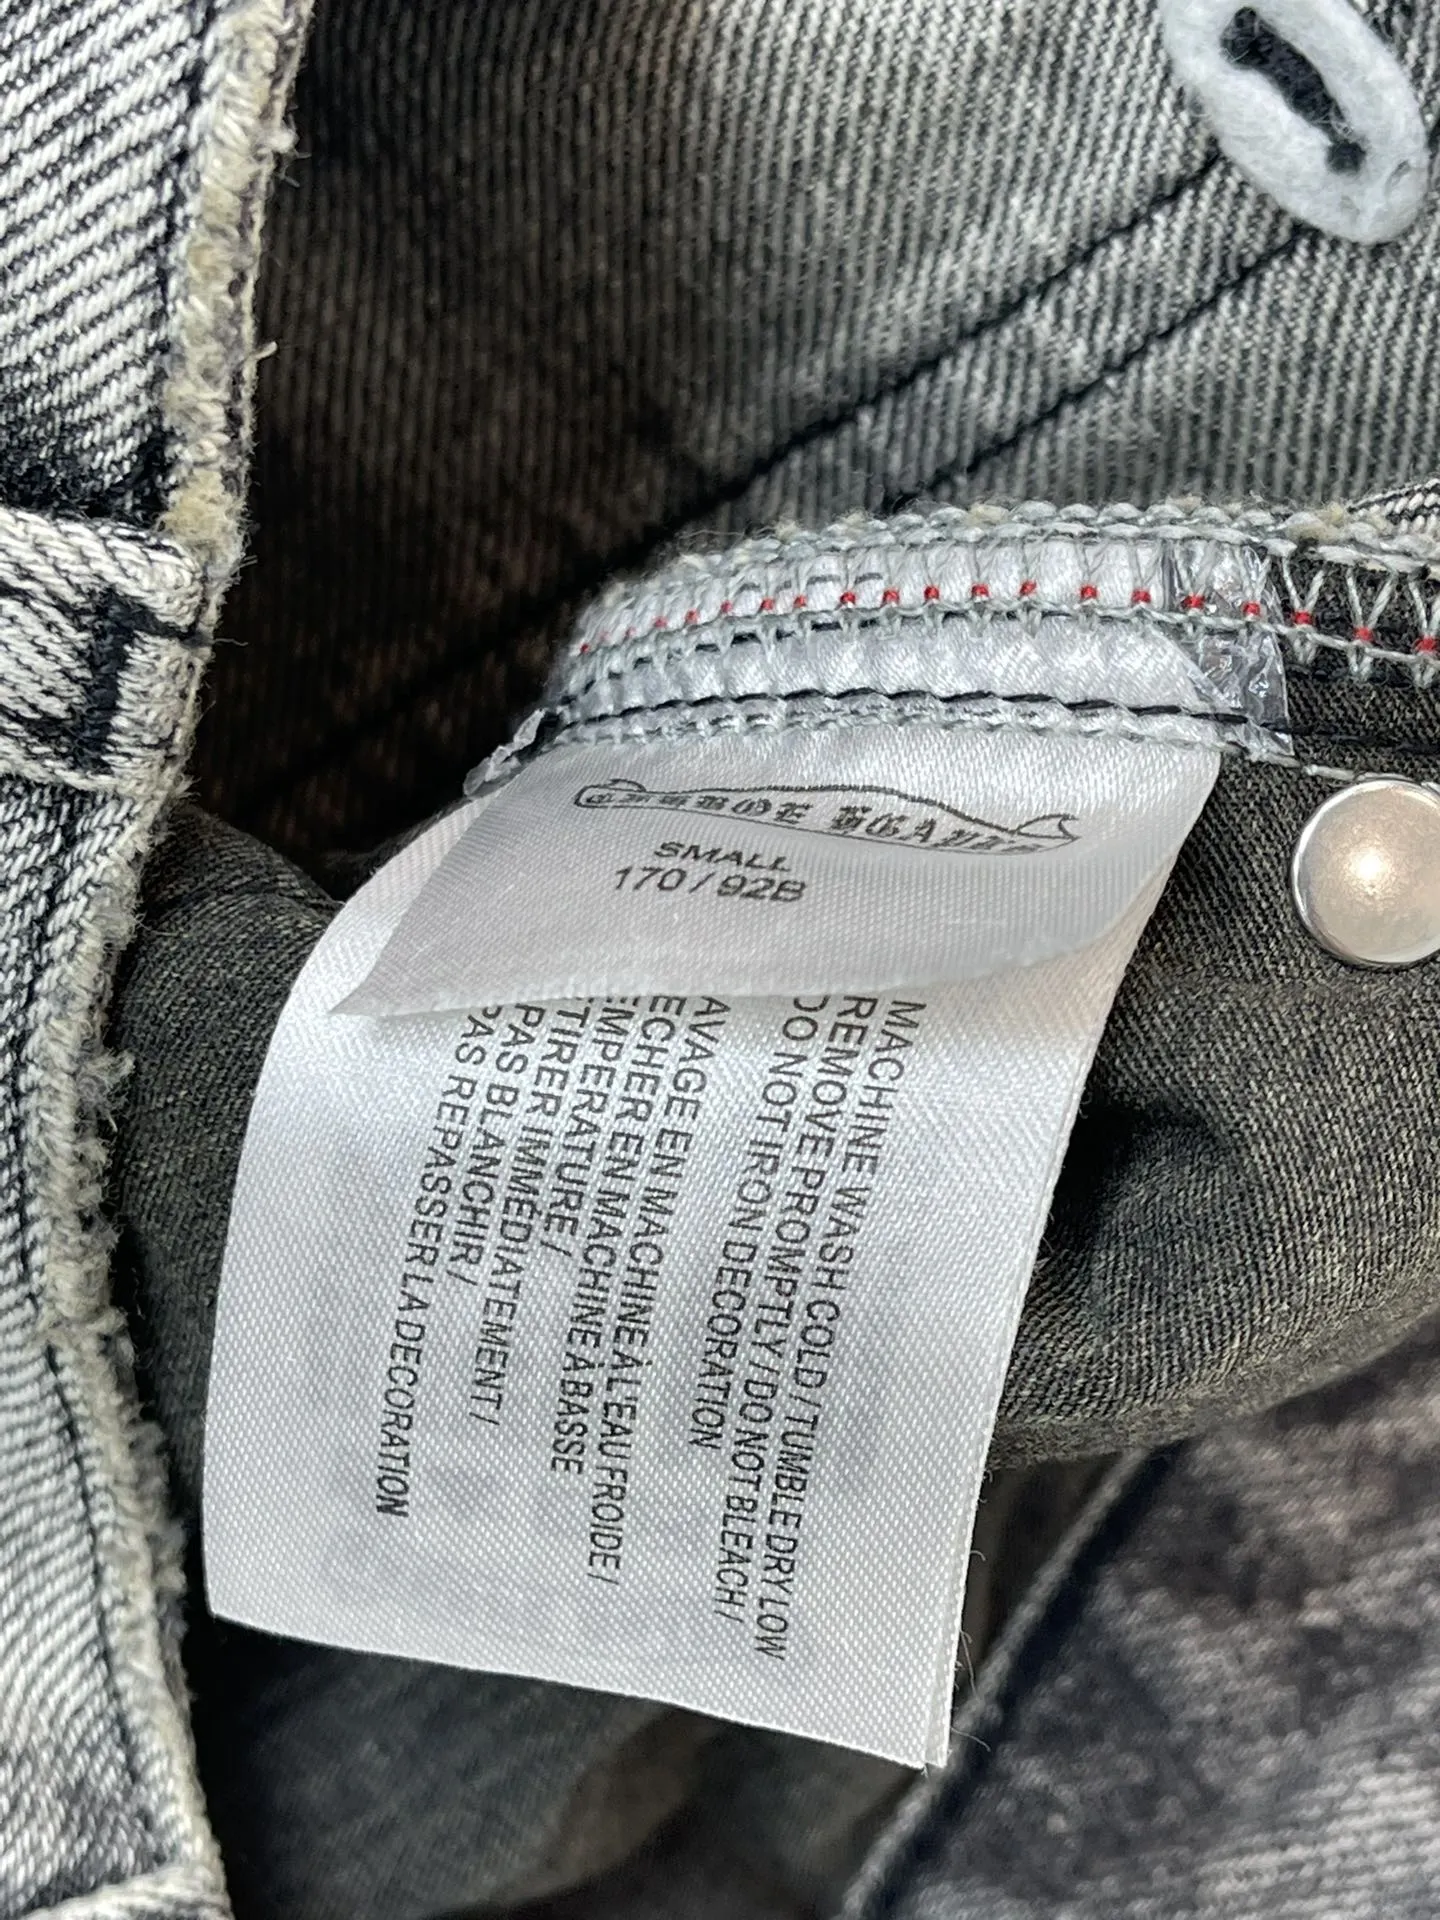 SMALL
170 / 92B
MACHINE WASH COLD / TUMBLE DRY LOW
REMOVE PROMPTLY / DO NOT BLEACH /
DO NOT IRON DECORATION
AVAGE EN MACHINE À L'EAU FROIDE /
ECHER EN MACHINE À BASSE
EMPERATURE /
TIRER IMMÉDIATEMENT /
PAS BLANCHIR /
PAS REPASSER LA DECORATION